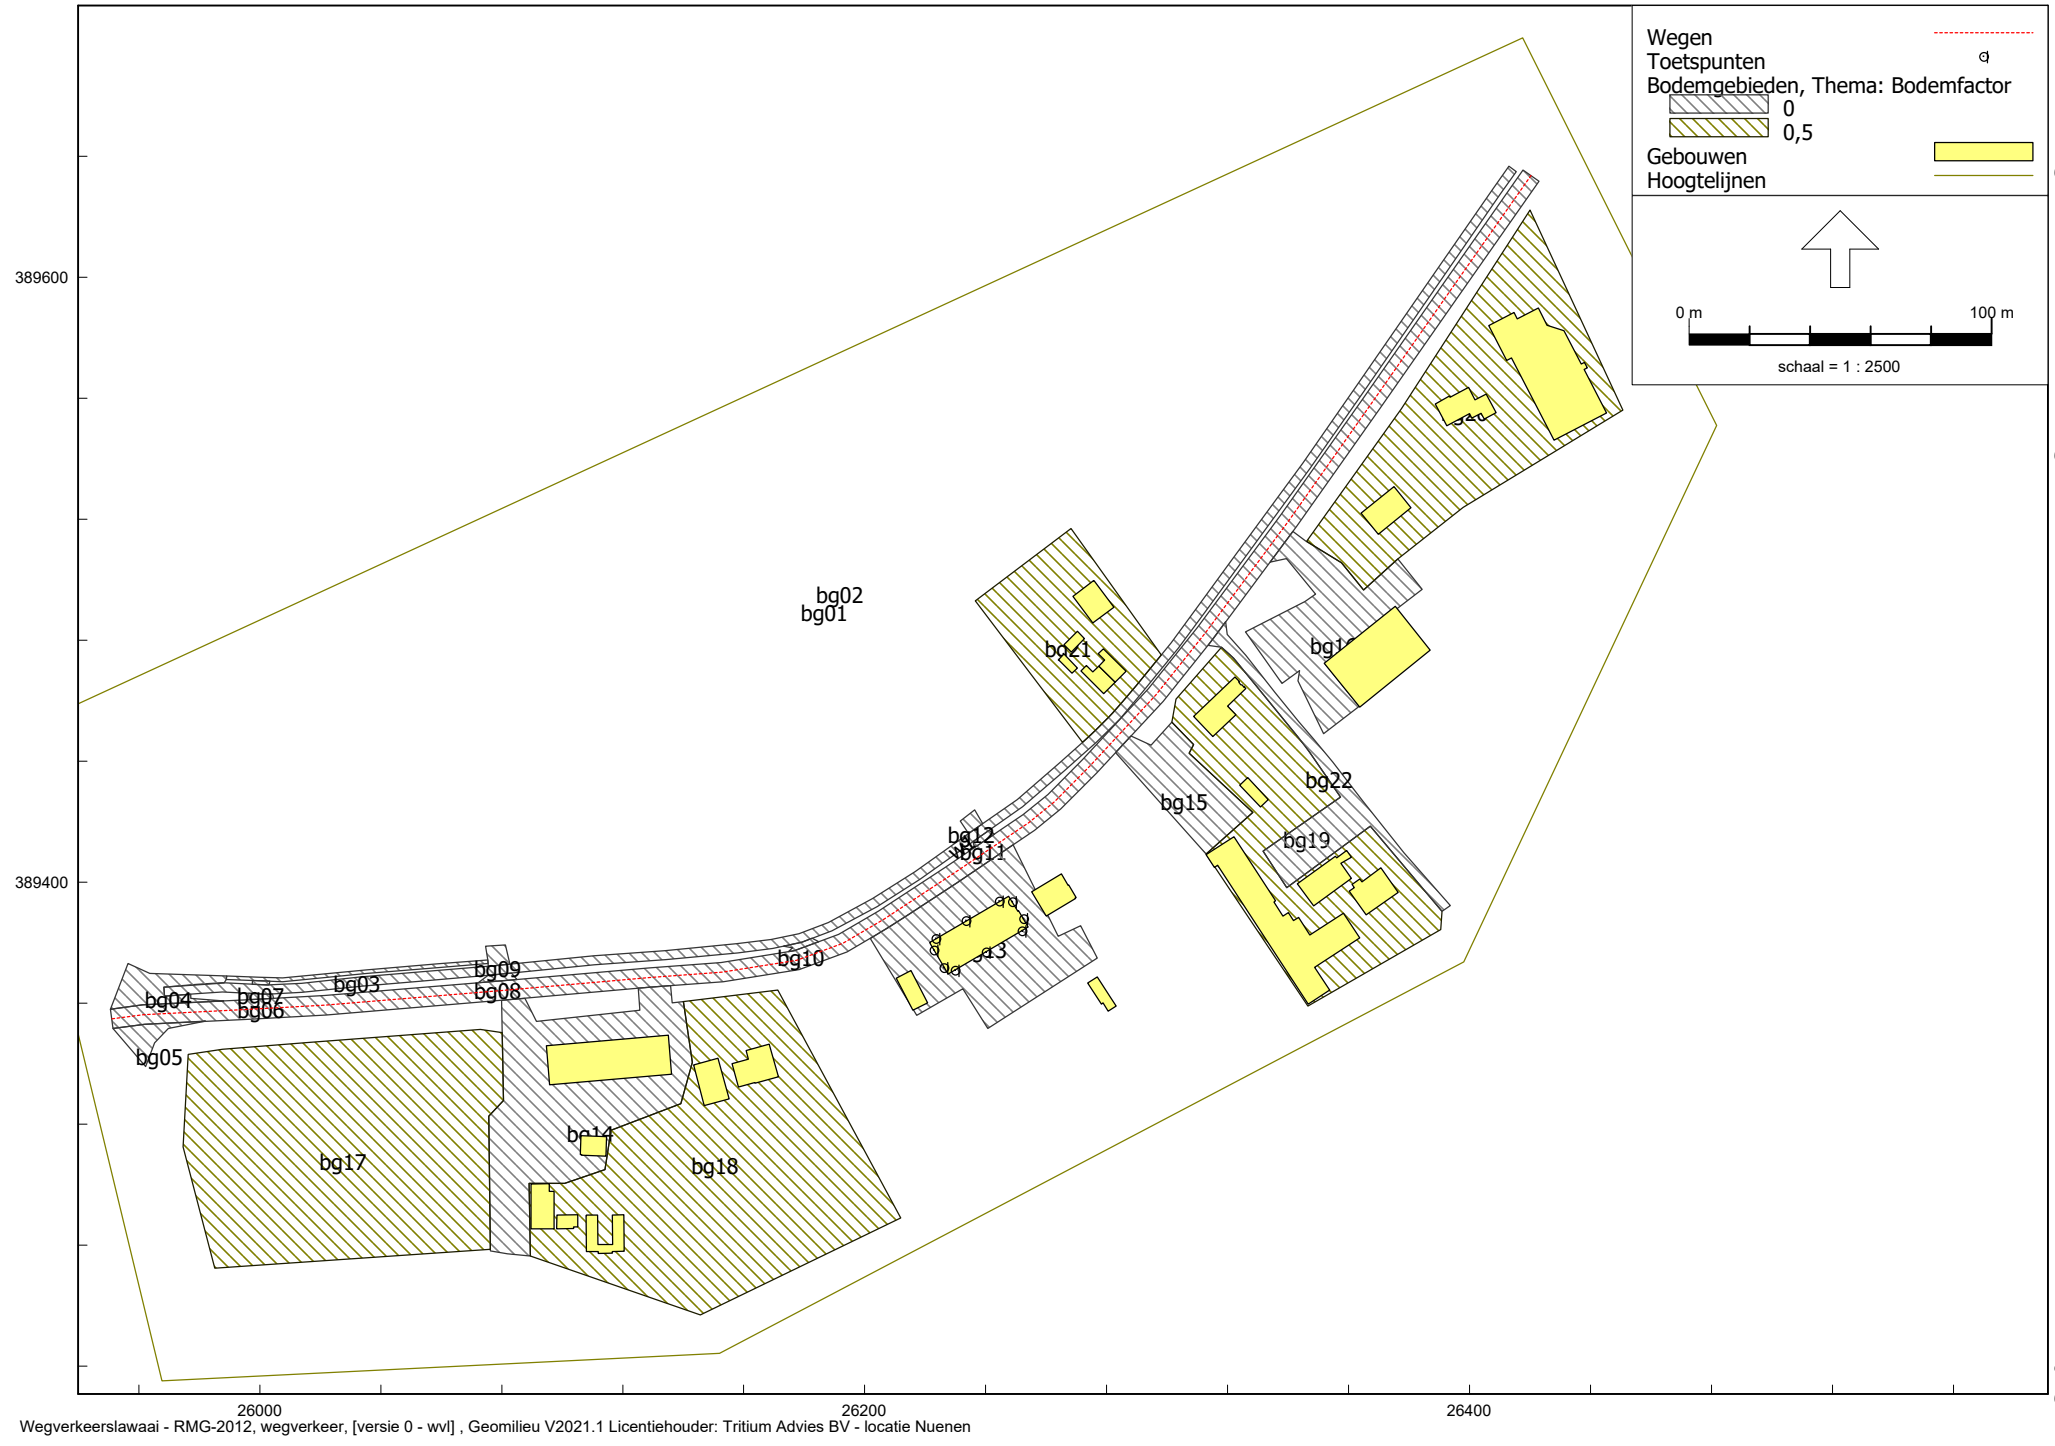 Wegen
Toetspunten
Bodemgebieden, Thema: Bodemfactor
0
0,5
Gebouwen
Hoogtelijnen
0 m
100 m
schaal = 1 : 2500
389600
389400
bg02
bg01
bg21
bg22
bg15
bg19
bg12
bg11
bg10
bg09
bg03
bg08
bg04
bg07
bg06
bg05
bg14
bg17
bg18
26000
26200
26400
Wegverkeerslawaai - RMG-2012, wegverkeer, [versie 0 - wvl] , Geomilieu V2021.1 Licentiehouder: Tritium Advies BV - locatie Nuenen